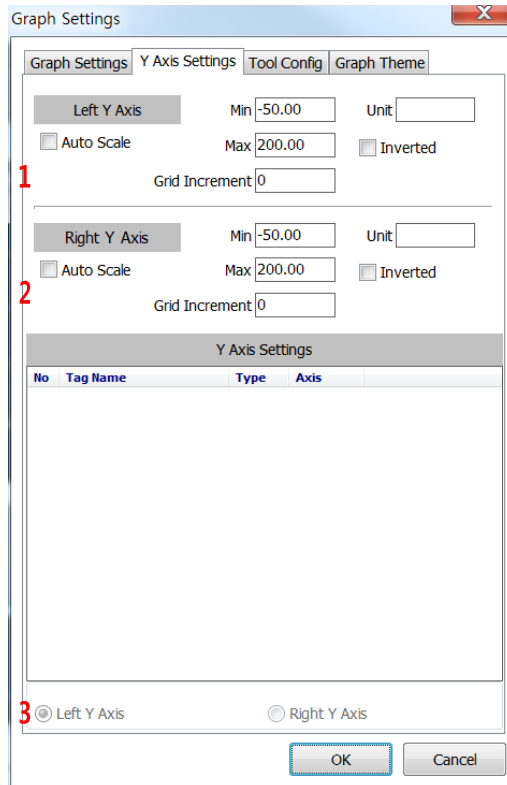 Graph Settings
X
Graph Settings Y Axis Settings Tool Config Graph Theme
Left Y Axis Min -50.00 Unit
Auto Scale Max 200.00 Inverted
1
Grid Increment 0
Right Y Axis Min -50.00 Unit
Auto Scale Max 200.00 Inverted
2
Grid Increment 0
Y Axis Settings
No Tag Name Type Axis
3 Left Y Axis Right Y Axis
OK Cancel